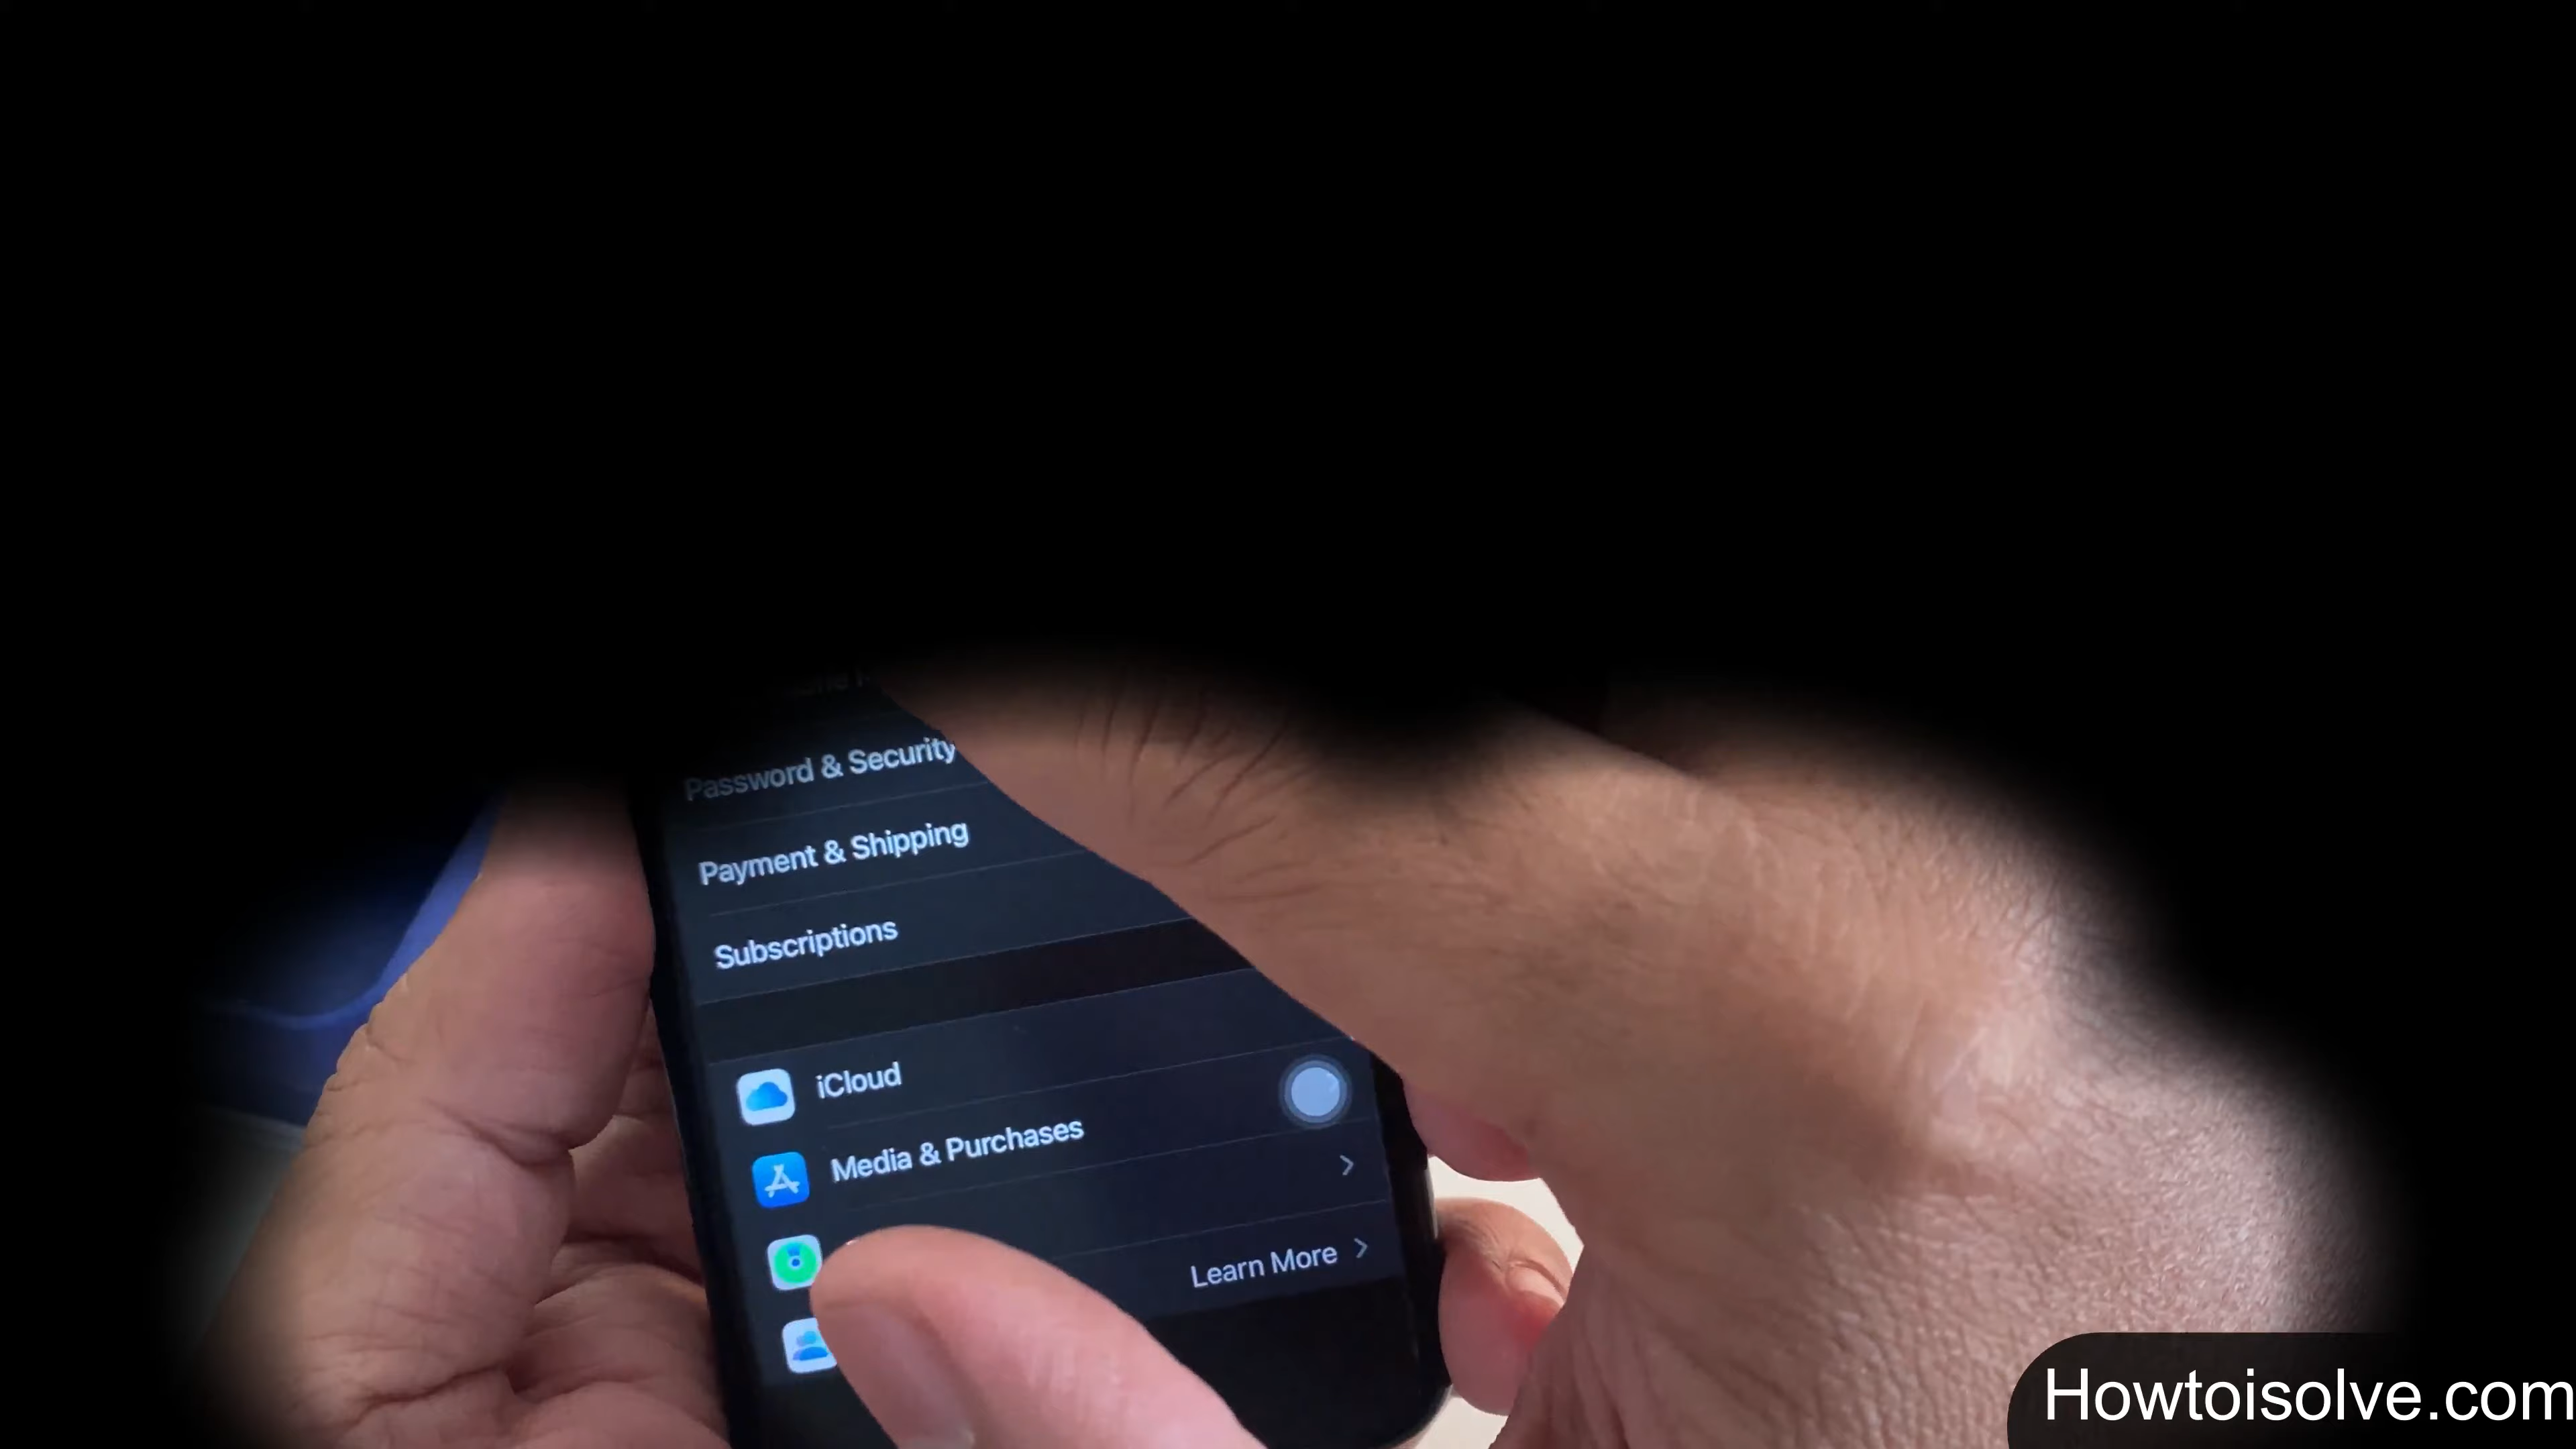 Password & Security
Payment & Shipping
Subscriptions
iCloud
Media & Purchases
Learn More
Howtoisolve.com